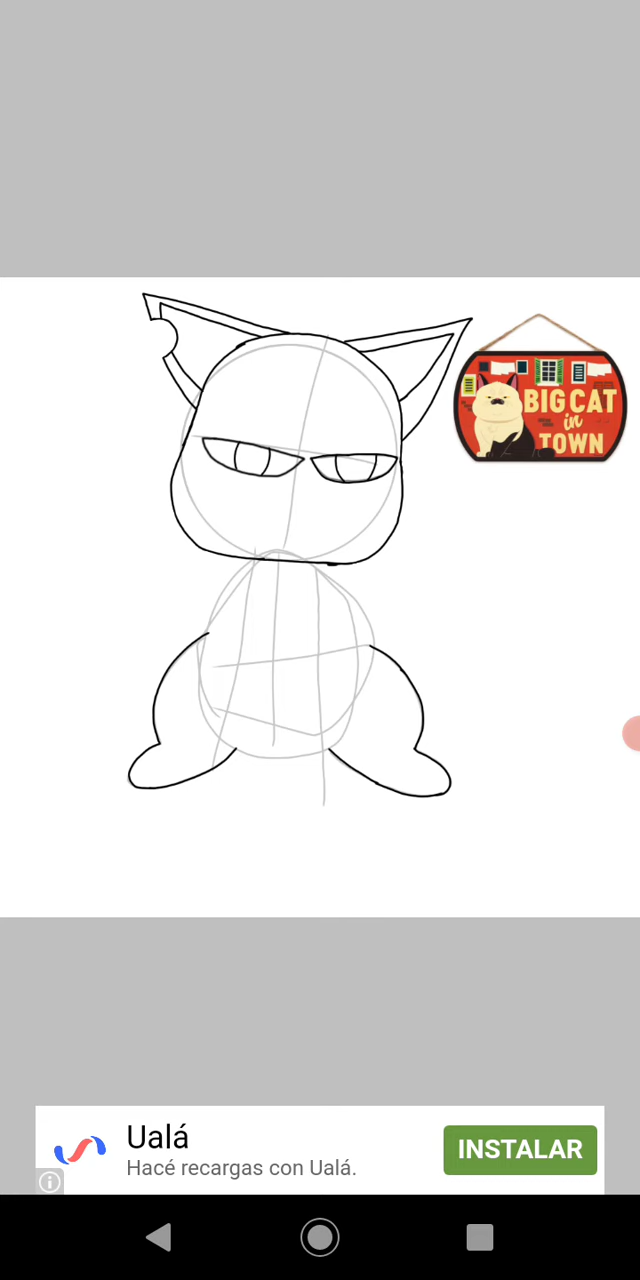 BIG CAT
in
TOWN
Ualá
Hacé recargas con Ualá.
INSTALAR